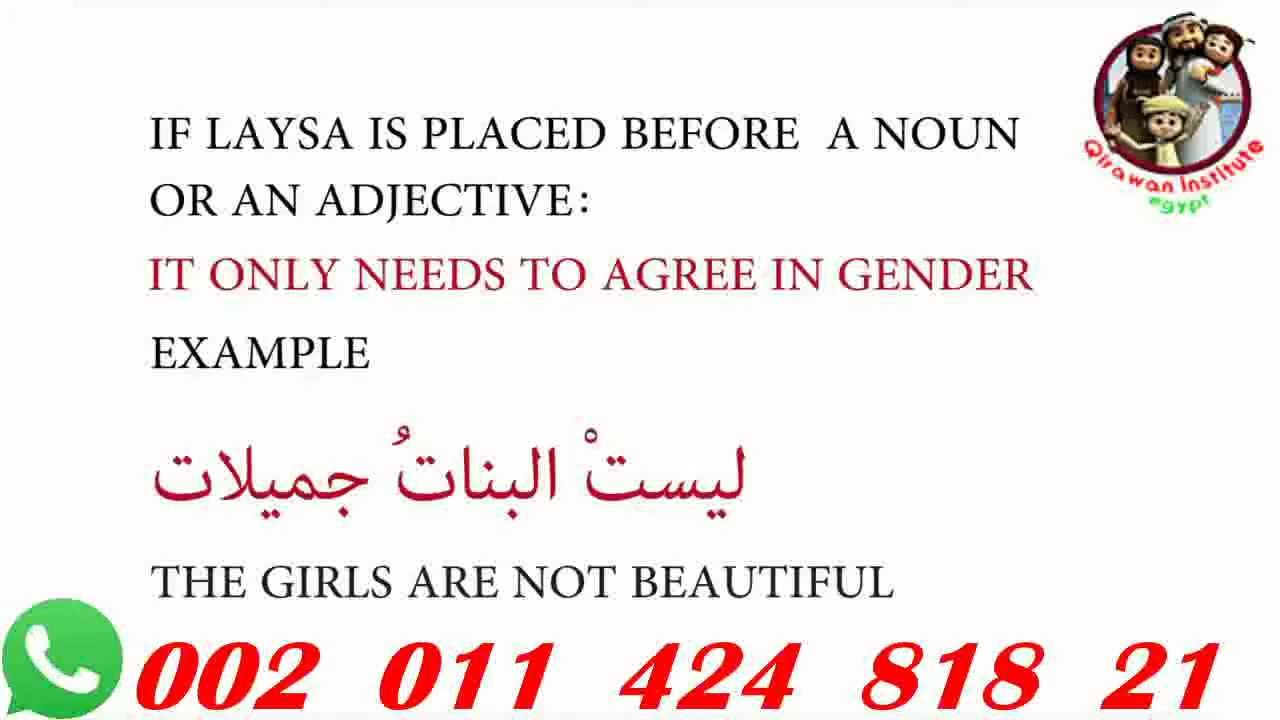 IF LAYSA IS PLACED BEFORE A NOUN
OR AN ADJECTIVE:
IT ONLY NEEDS TO AGREE IN GENDER
EXAMPLE
ليستْ البناتُ جميلات
THE GIRLS ARE NOT BEAUTIFUL
002 011 424 818 21
Qirawan Institute
egypt